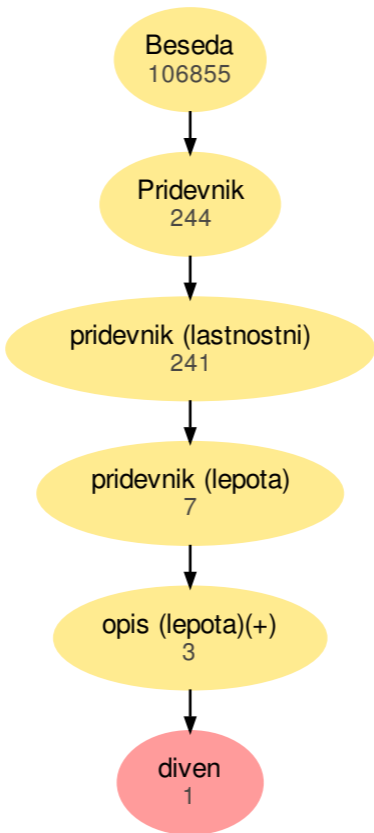 Beseda
106855
Pridevnik
244
pridevnik (lastnostni)
241
pridevnik (lepota)
7
opis (lepota)(+)
3
diven
1